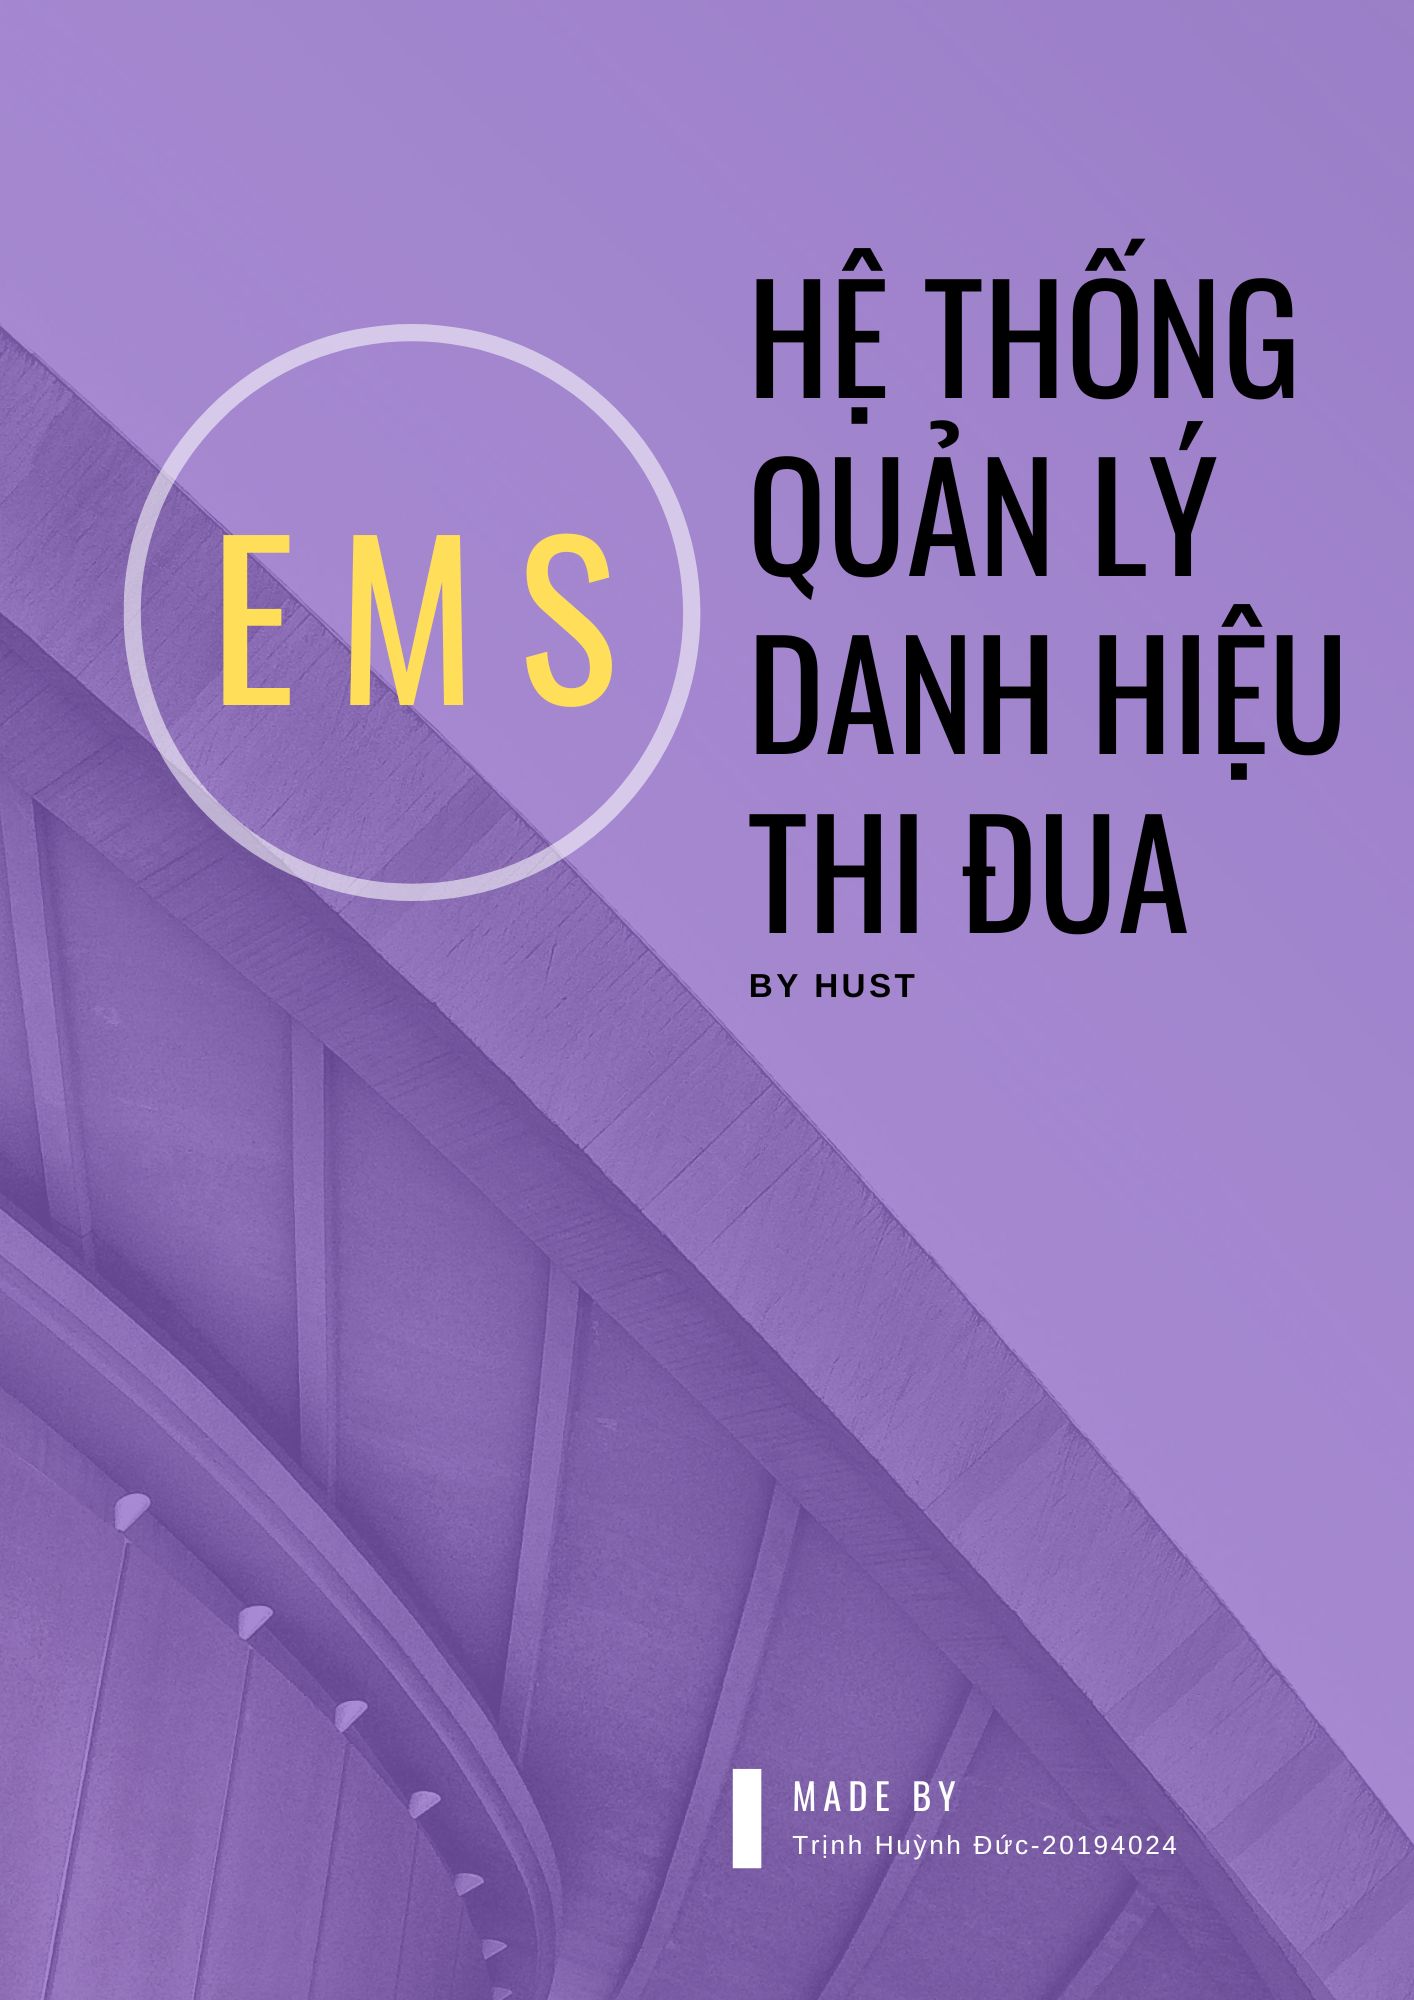 EMS
HỆ THỐNG
QUẢN LÝ
DANH HIỆU
THI ĐUA
BY HUST
MADE BY
Trịnh Huỳnh Đức-20194024